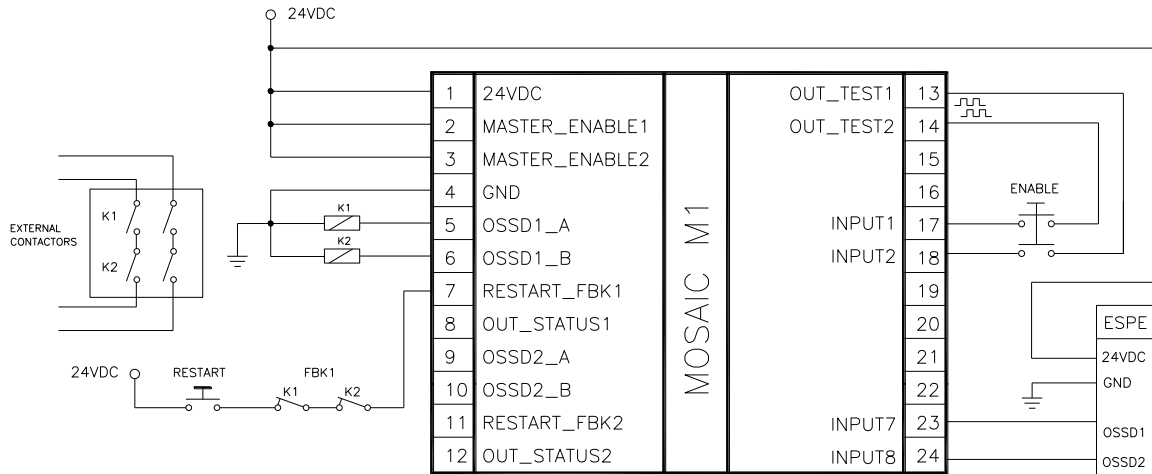 24VDC
1 24VDC
2 MASTER_ENABLE1
3 MASTER_ENABLE2
4 GND
5 OSSD1_A
6 OSSD1_B
7 RESTART_FBK1
8 OUT_STATUS1
9 OSSD2_A
10 OSSD2_B
11 RESTART_FBK2
12 OUT_STATUS2
MOSAIC M1
OUT_TEST1 13
OUT_TEST2 14
15
16
INPUT1 17
INPUT2 18
19
20
21
22
INPUT7 23
INPUT8 24
K1
K2
EXTERNAL
CONTACTORS
K1
K2
24VDC
RESTART
FBK1
K1
K2
ENABLE
ESPE
24VDC
GND
OSSD1
OSSD2